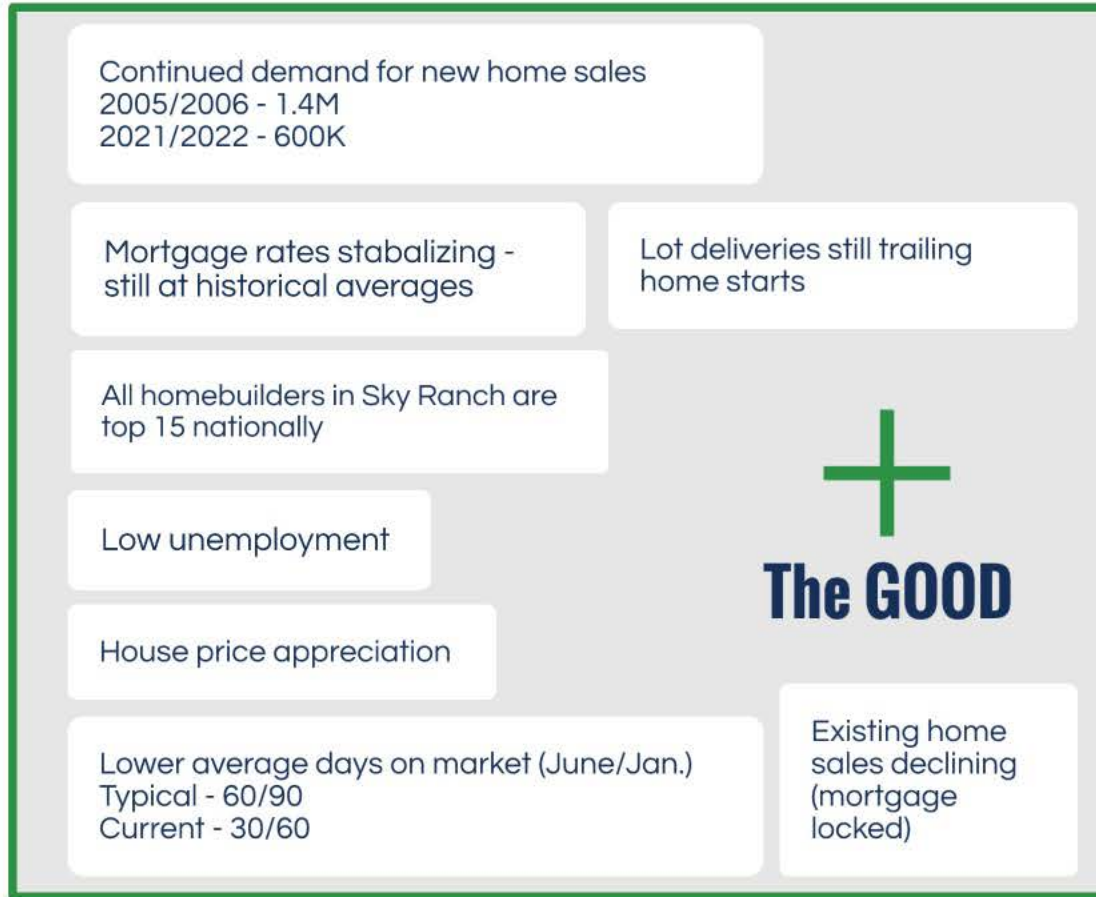 Continued demand for new home sales
2005/2006 - 1.4M
2021/2022 - 600K
Mortgage rates stabalizing -
still at historical averages
Lot deliveries still trailing
home starts
All homebuilders in Sky Ranch are
top 15 nationally
Low unemployment
The GOOD
House price appreciation
Lower average days on market (June/Jan.)
Typical - 60/90
Current - 30/60
Existing home
sales declining
(mortgage
locked)